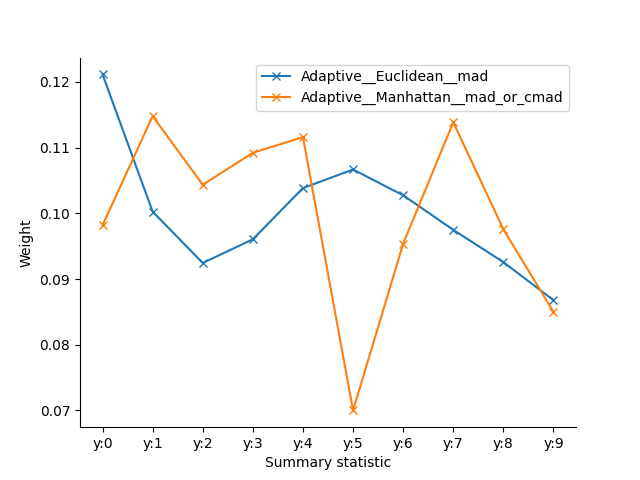 Adaptive__Euclidean__mad
Adaptive__Manhattan__mad_or_cmad
0.12
0.11
0.10
0.09
0.08
0.07
Weight
y:0 y:1 y:2 y:3 y:4 y:5 y:6 y:7 y:8 y:9
Summary statistic